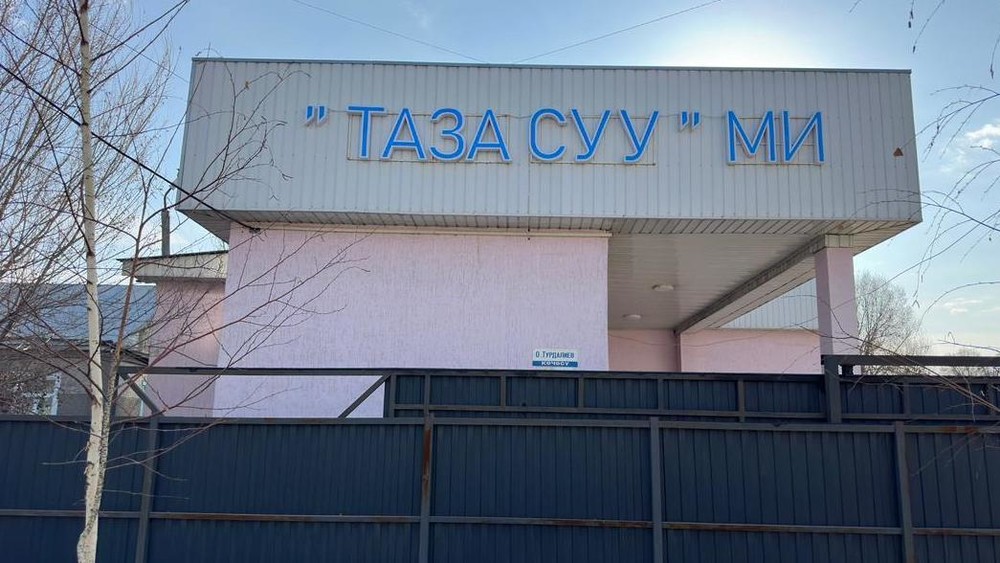 " ТАЗА СУУ " МИ
О. ТУРДАЛИЕВ
КӨЧӨСҮ